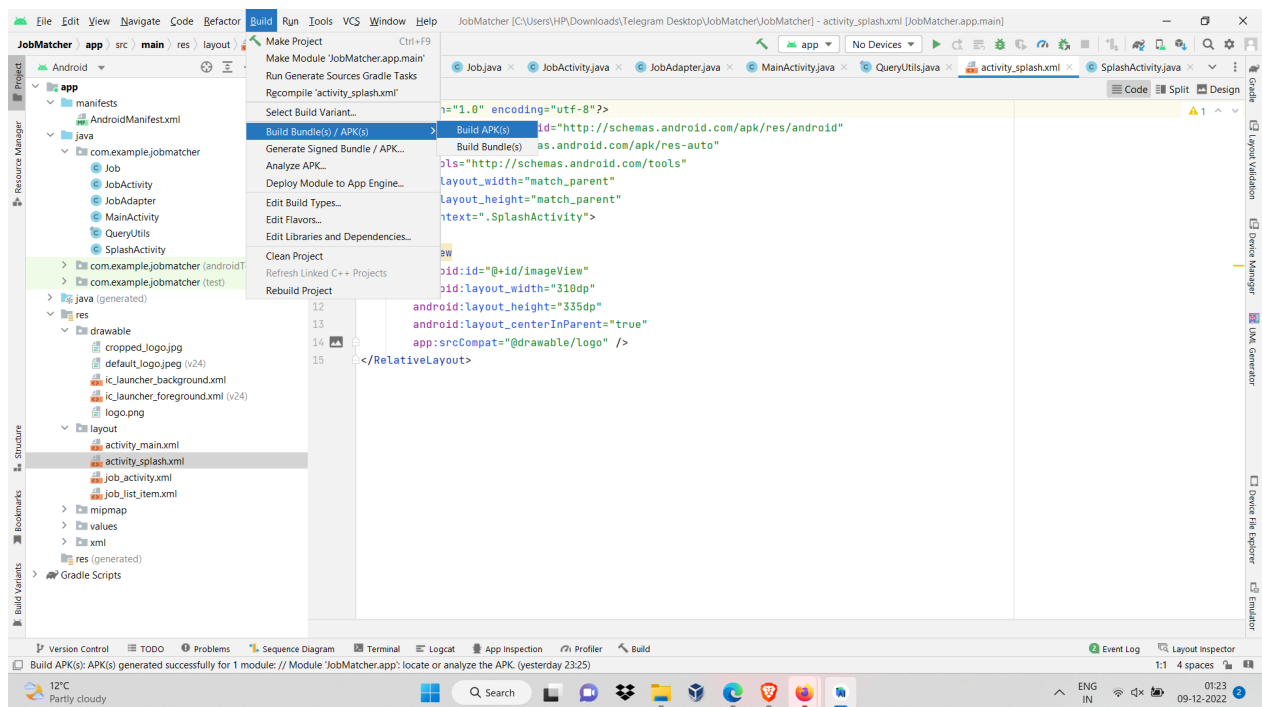 File Edit View Navigate Code Refactor Build Run Tools VCS Window Help JobMatcher [C:\Users\HP\Downloads\Telegram Desktop\JobMatcher\JobMatcher] - activity_splash.xml [JobMatcher.app.main]
JobMatcher app src main res layout
app No Devices
Android
Job.java JobActivity.java JobAdapter.java MainActivity.java QueryUtils.java activity_splash.xml SplashActivity.java
Code Split Design
1
Make Project Ctrl+F9
Make Module 'JobMatcher.app.main'
Run Generate Sources Gradle Tasks
Recompile 'activity_splash.xml'
Select Build Variant...
Build Bundle(s) / APK(s)
Generate Signed Bundle / APK...
Analyze APK...
Deploy Module to App Engine...
Edit Build Types...
Edit Flavors...
Edit Libraries and Dependencies...
Clean Project
Refresh Linked C++ Projects
Rebuild Project
Build APK(s)
Build Bundle(s)
app
manifests
AndroidManifest.xml
java
com.example.jobmatcher
Job
JobActivity
JobAdapter
MainActivity
QueryUtils
SplashActivity
com.example.jobmatcher (androidT
com.example.jobmatcher (test)
java (generated)
res
drawable
cropped_logo.jpg
default_logo.jpeg (v24)
ic_launcher_background.xml
ic_launcher_foreground.xml (v24)
logo.png
layout
activity_main.xml
activity_splash.xml
job_activity.xml
job_list_item.xml
mipmap
values
xml
res (generated)
Gradle Scripts
="1.0" encoding="utf-8"?>
id="http://schemas.android.com/apk/res/android"
as.android.com/apk/res-auto"
ols="http://schemas.android.com/tools"
layout_width="match_parent"
layout_height="match_parent"
ntext=".SplashActivity">
ew
oid:id="@+id/imageView"
oid:layout_width="310dp"
12 android:layout_height="335dp"
13 android:layout_centerInParent="true"
14 app:srcCompat="@drawable/logo" />
15 </RelativeLayout>
Project
Resource Manager
Structure
Bookmarks
Build Variants
Gradle
Layout Validation
Device Manager
UML Generator
Device File Explorer
Emulator
Version Control TODO Problems Sequence Diagram Terminal Logcat App Inspection Profiler Build 2 Event Log Layout Inspector
Build APK(s): APK(s) generated successfully for 1 module: // Module 'JobMatcher.app': locate or analyze the APK. (yesterday 23:25) 1:1 4 spaces
12°C
Partly cloudy
Search
ENG
IN
01:23
09-12-2022
2